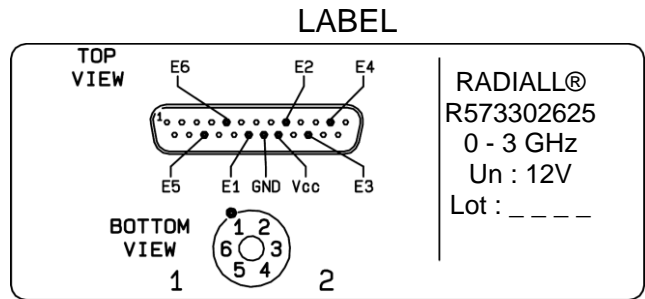 LABEL
TOP
VIEW
E6 E2 E4
1
E5 E1 GND Vcc E3
BOTTOM
VIEW
1 2
6 3
5 4
1 2
RADIALL®
R573302625
0 - 3 GHz
Un : 12V
Lot : _ _ _ _